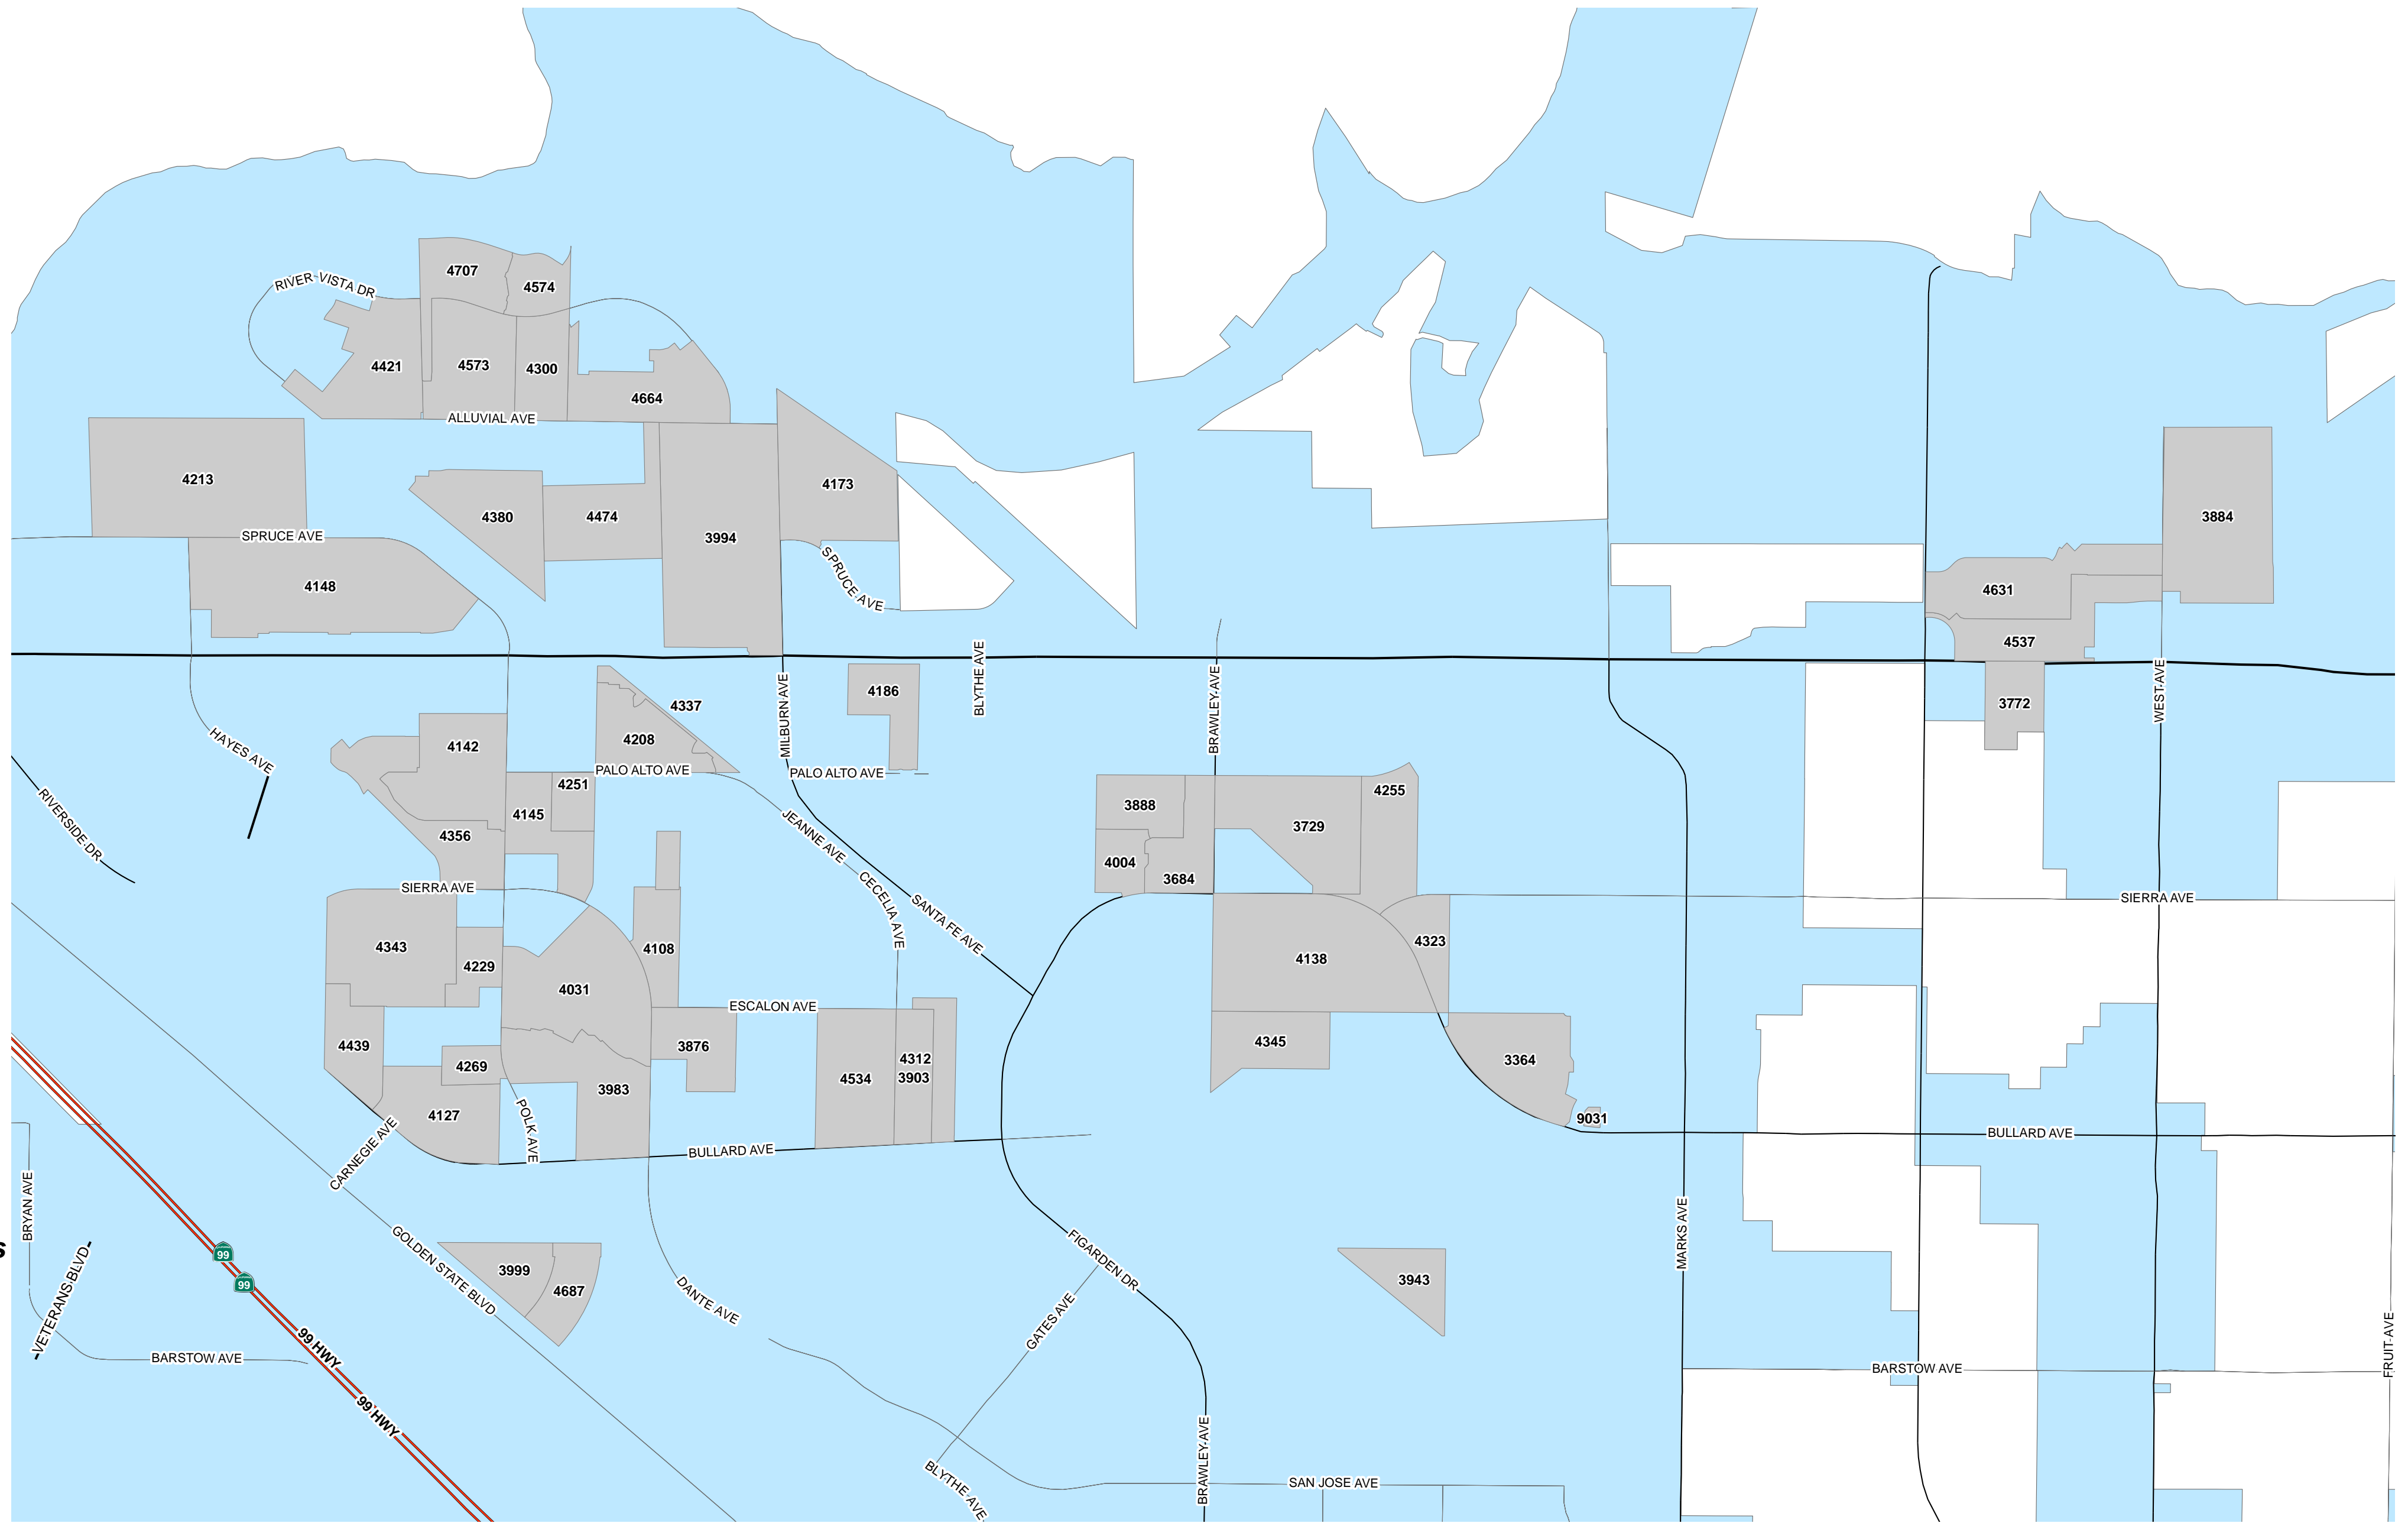 4707
4574
RIVER VISTA DR
4421
4573
4300
4664
ALLUVIAL AVE
4213
4173
4380
4474
3884
SPRUCE AVE
3994
4148
SPRUCE AVE
4631
4537
BLYTHE AVE
4186
WEST AVE
4337
MILBURN AVE
BRAWLEY AVE
3772
HAYES AVE
4142
4208
PALO ALTO AVE
PALO ALTO AVE
4251
4255
RIVERSIDE DR
4145
3888
3729
4356
JEANNE AVE
4004
3684
SIERRA AVE
CECELIA AVE
SANTA FE AVE
SIERRA AVE
4343
4108
4323
4229
4138
4031
ESCALON AVE
4439
3876
4345
4269
4312
3364
4534
3903
3983
4127
POLK AVE
9031
CARNEGIE AVE
BULLARD AVE
BULLARD AVE
BRYAN AVE
MARKS AVE
GOLDEN STATE BLVD
FIGARDEN DR
99
99
3999
4687
3943
VETERANS BLVD
DANTE AVE
GATES AVE
99 HWY
BARSTOW AVE
BARSTOW AVE
FRUIT AVE
99 HWY
BRAWLEY AVE
BLYTHE AVE
SAN JOSE AVE